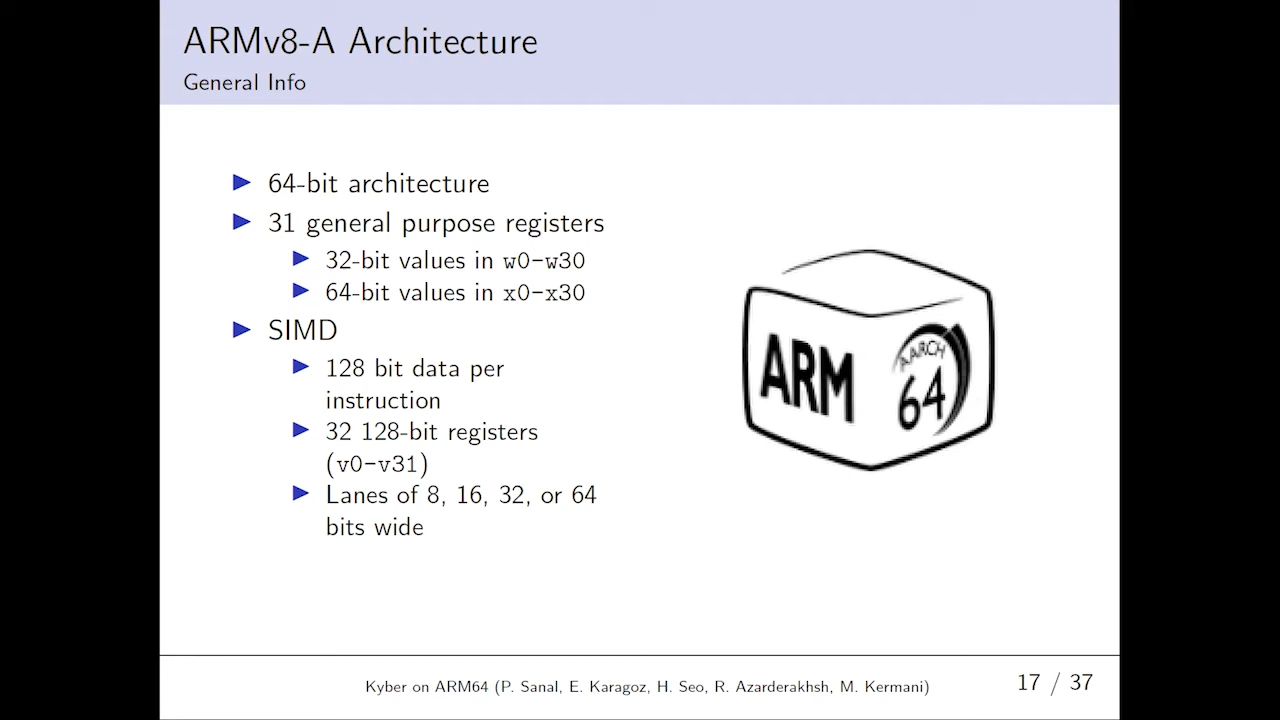 ARMv8-A Architecture
General Info
64-bit architecture
31 general purpose registers
32-bit values in w0-w30
64-bit values in x0-x30
SIMD
128 bit data per
instruction
32 128-bit registers
(v0-v31)
Lanes of 8, 16, 32, or 64
bits wide
ARM
AARCH
64
Kyber on ARM64 (P. Sanal, E. Karagoz, H. Seo, R. Azarderakhsh, M. Kermani)
17 / 37